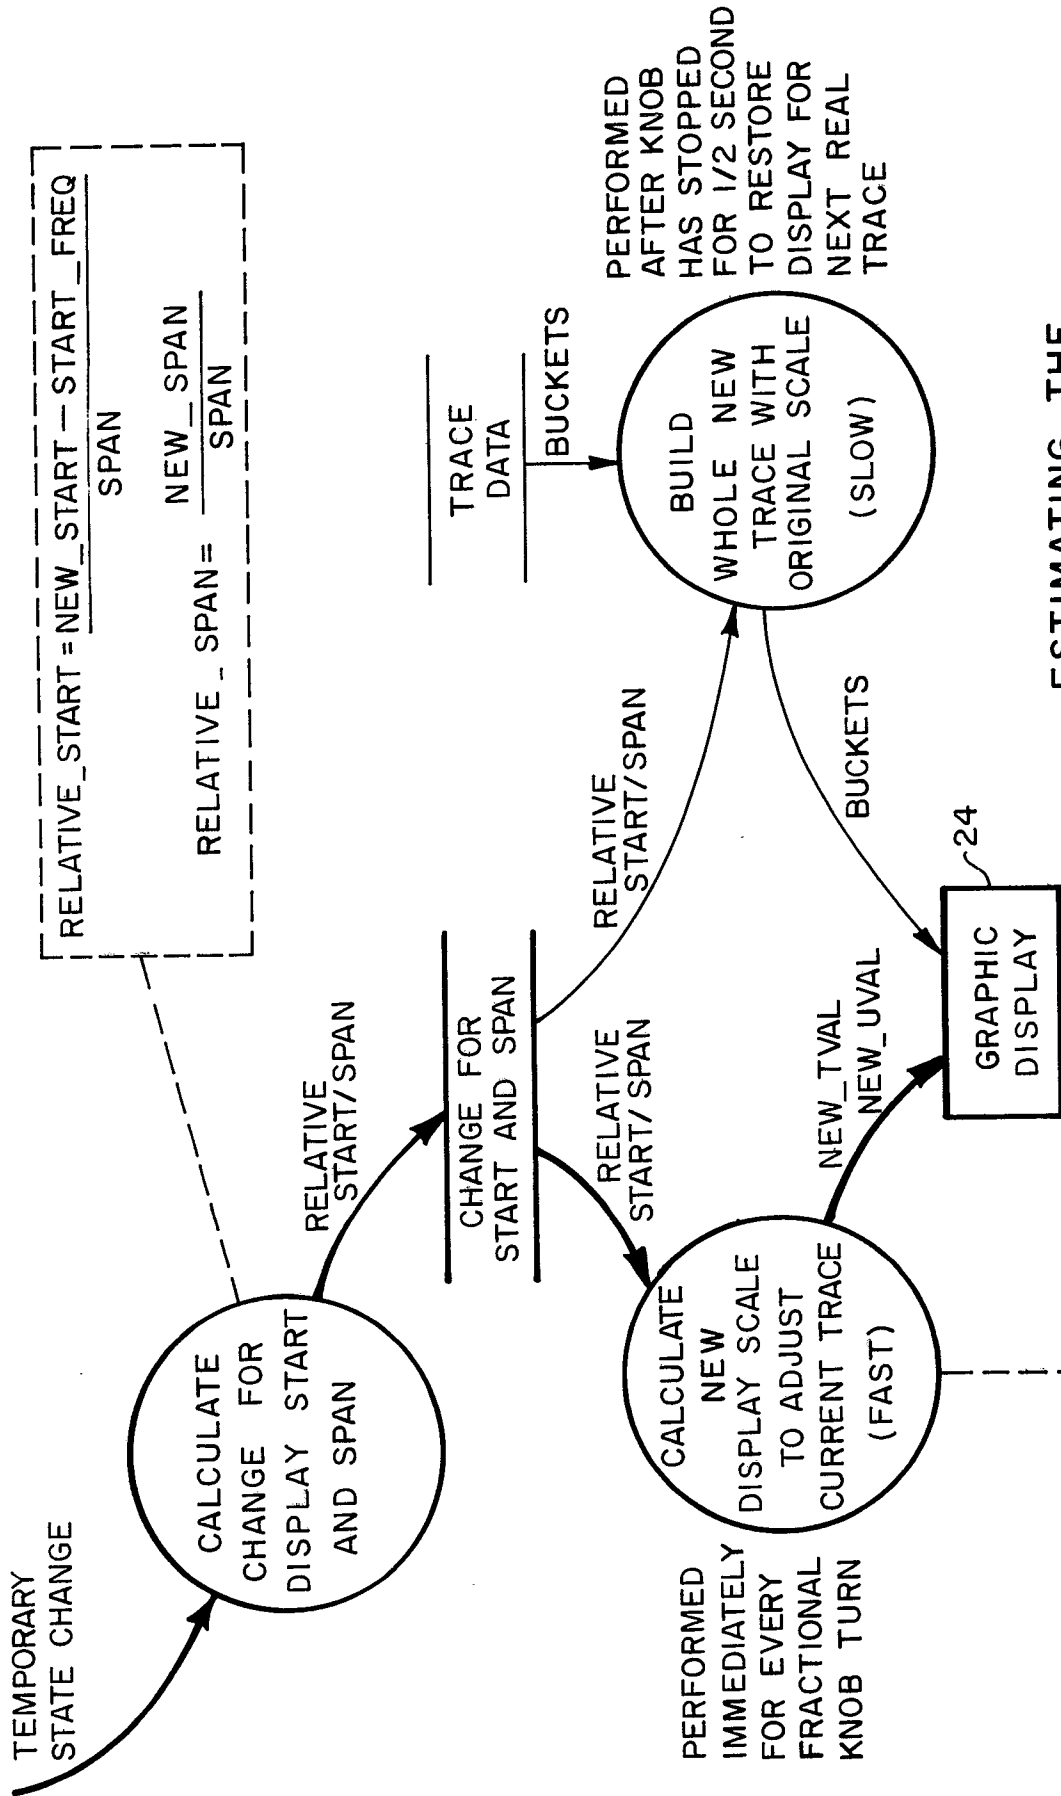 TEMPORARY
STATE CHANGE
CALCULATE
CHANGE FOR
DISPLAY START
AND SPAN
RELATIVE_START = NEW_START — START_FREQ
SPAN
RELATIVE_SPAN = NEW_SPAN
SPAN
RELATIVE
START/SPAN
CHANGE FOR
START AND SPAN
TRACE
DATA
BUCKETS
RELATIVE
START/SPAN
RELATIVE
START/SPAN
PERFORMED
IMMEDIATELY
FOR EVERY
FRACTIONAL
KNOB TURN
CALCULATE
NEW
DISPLAY SCALE
TO ADJUST
CURRENT TRACE
(FAST)
BUILD
WHOLE NEW
TRACE WITH
ORIGINAL SCALE
(SLOW)
PERFORMED
AFTER KNOB
HAS STOPPED
FOR 1/2 SECOND
TO RESTORE
DISPLAY FOR
NEXT REAL
TRACE
NEW_TVAL
NEW_UVAL
BUCKETS
GRAPHIC
DISPLAY
24
ESTIMATING THE